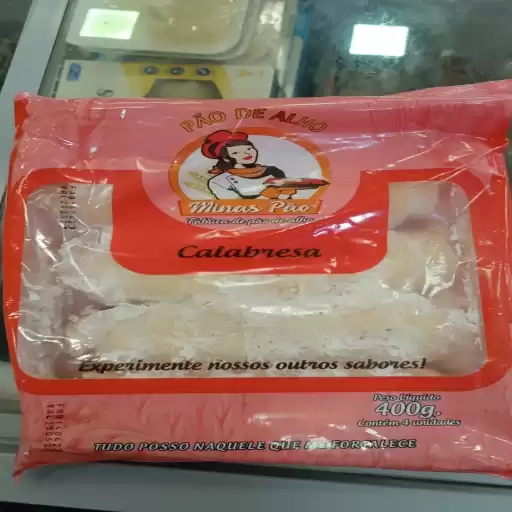 PÃO DE ALHO
Minas Pão
Fábrica de pão de alho
Calabresa
Experimente nossos outros sabores!
Peso Líquido
400g.
Contém 4 unidades
TUDO POSSO NAQUELE QUE ME FORTALECE